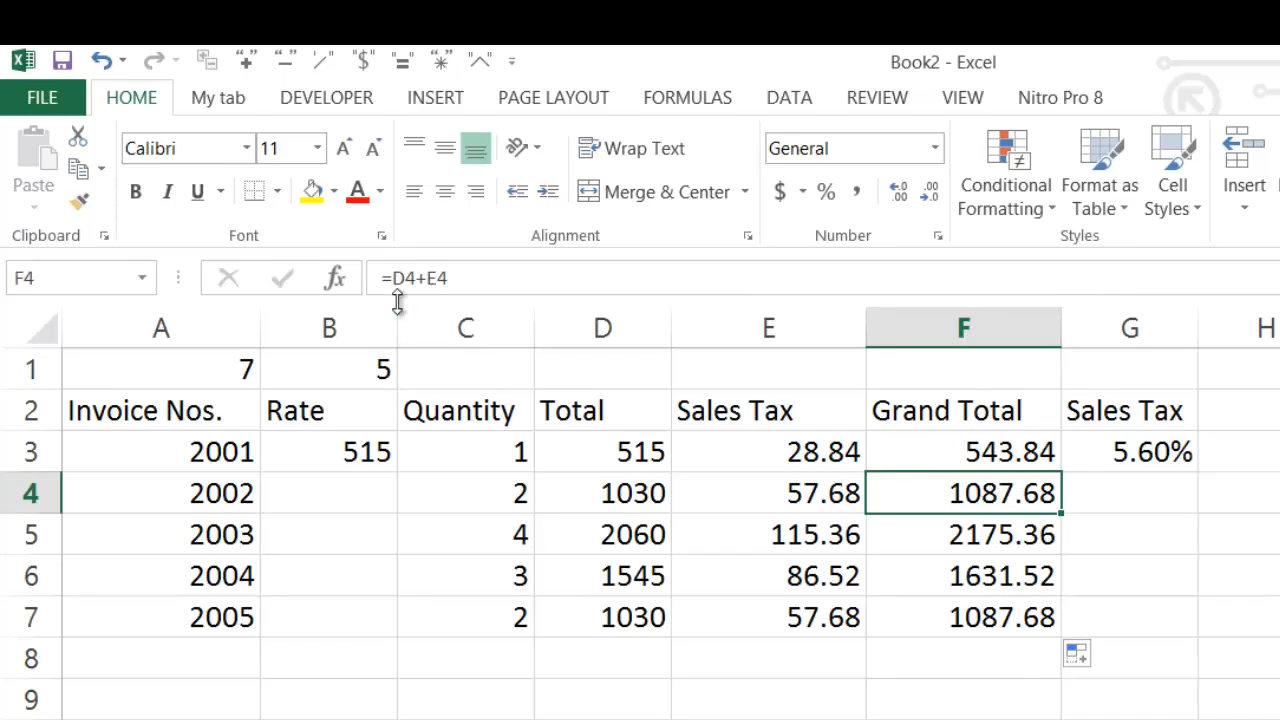 Book2 - Excel
FILE HOME My tab DEVELOPER INSERT PAGE LAYOUT FORMULAS DATA REVIEW VIEW Nitro Pro 8
Calibri 11 Wrap Text General
Paste B I U A Merge & Center $ % , Conditional Formatting Format as Table Cell Styles Insert
Clipboard Font Alignment Number Styles
F4 fx =D4+E4
A B C D E F G H
1 7 5
2 Invoice Nos. Rate Quantity Total Sales Tax Grand Total Sales Tax
3 2001 515 1 515 28.84 543.84 5.60%
4 2002 2 1030 57.68 1087.68
5 2003 4 2060 115.36 2175.36
6 2004 3 1545 86.52 1631.52
7 2005 2 1030 57.68 1087.68
8
9